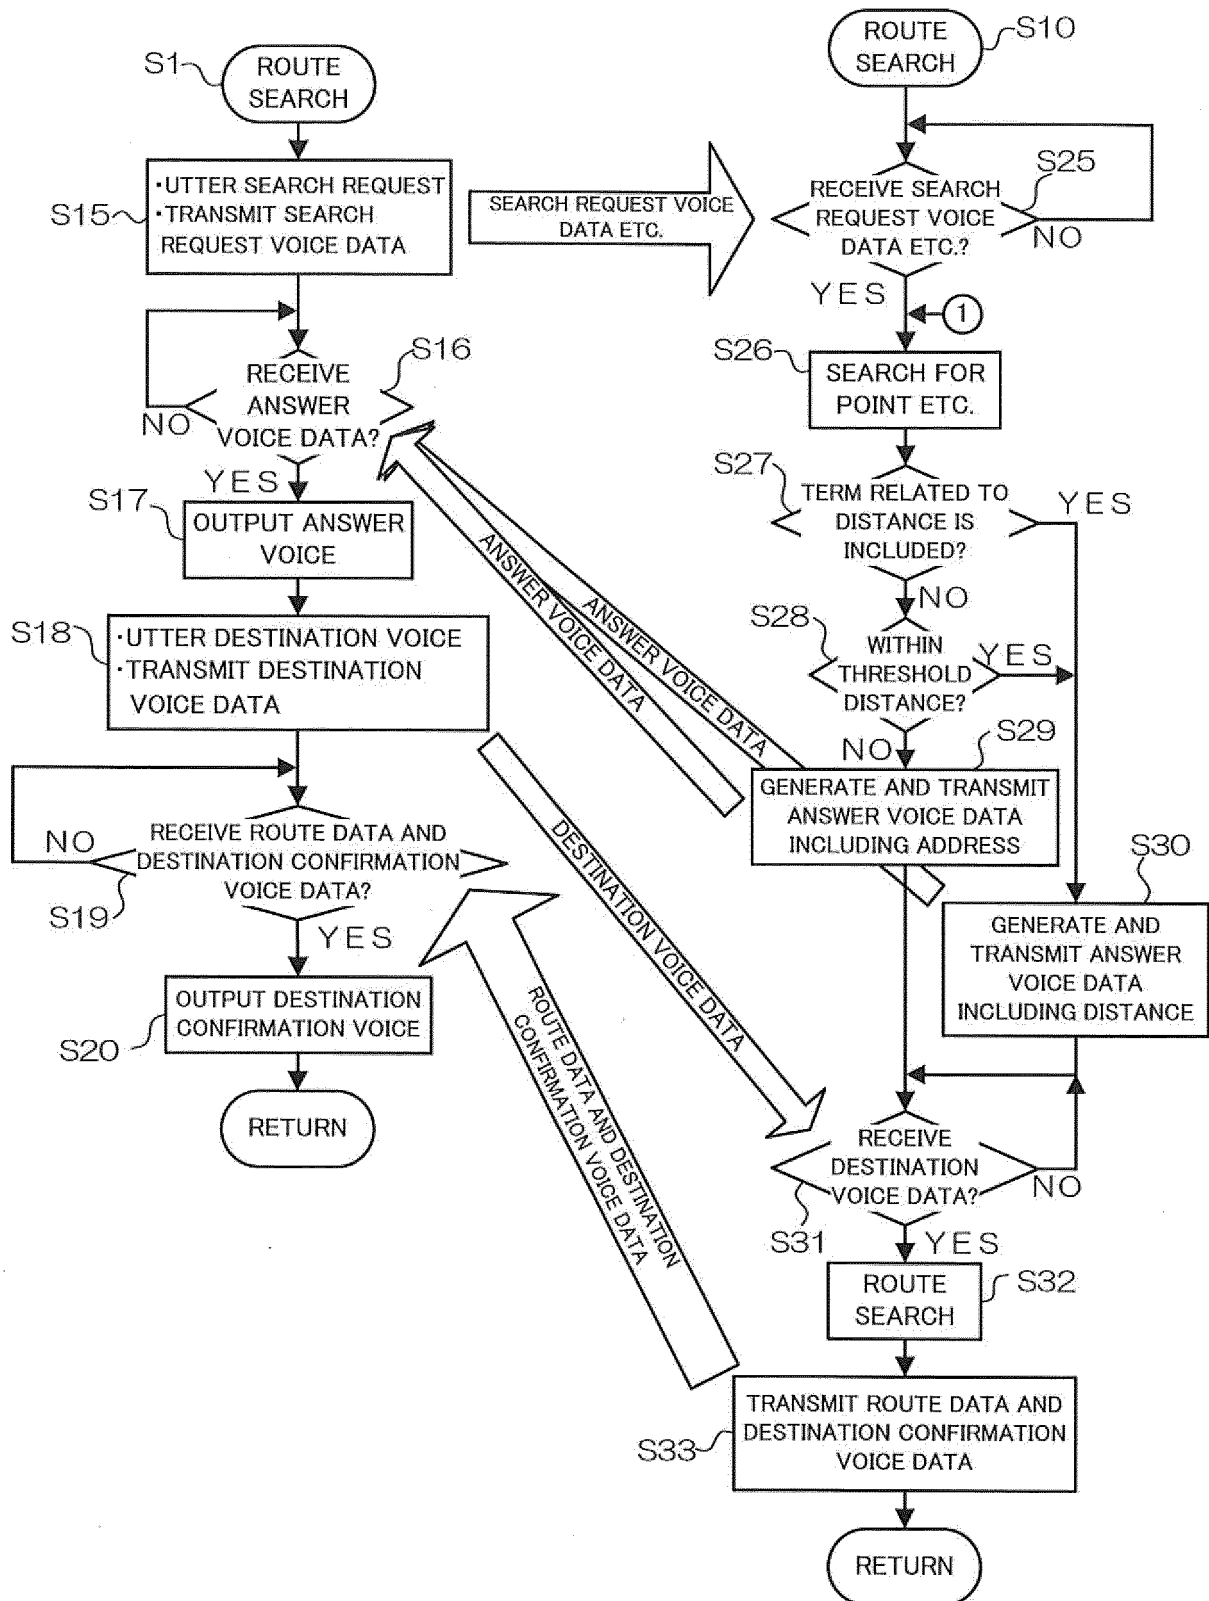 S1
ROUTE
SEARCH
S15
・UTTER SEARCH REQUEST
・TRANSMIT SEARCH
REQUEST VOICE DATA
SEARCH REQUEST VOICE
DATA ETC.
S16
RECEIVE
ANSWER
VOICE DATA?
NO
YES
S17
OUTPUT ANSWER
VOICE
S18
・UTTER DESTINATION VOICE
・TRANSMIT DESTINATION
VOICE DATA
NO
RECEIVE ROUTE DATA AND
DESTINATION CONFIRMATION
VOICE DATA?
S19
YES
OUTPUT DESTINATION
CONFIRMATION VOICE
S20
RETURN
ANSWER VOICE DATA
ANSWER VOICE DATA
DESTINATION VOICE DATA
ROUTE DATA AND DESTINATION
CONFIRMATION VOICE DATA
ROUTE
SEARCH
S10
S25
RECEIVE SEARCH
REQUEST VOICE
DATA ETC.?
NO
YES
1
S26
SEARCH FOR
POINT ETC.
S27
TERM RELATED TO
DISTANCE IS
INCLUDED?
YES
NO
S28
WITHIN
THRESHOLD
DISTANCE?
YES
NO
S29
GENERATE AND TRANSMIT
ANSWER VOICE DATA
INCLUDING ADDRESS
S30
GENERATE AND
TRANSMIT ANSWER
VOICE DATA
INCLUDING DISTANCE
RECEIVE
DESTINATION
VOICE DATA?
NO
S31
YES
ROUTE
SEARCH
S32
TRANSMIT ROUTE DATA AND
DESTINATION CONFIRMATION
VOICE DATA
S33
RETURN